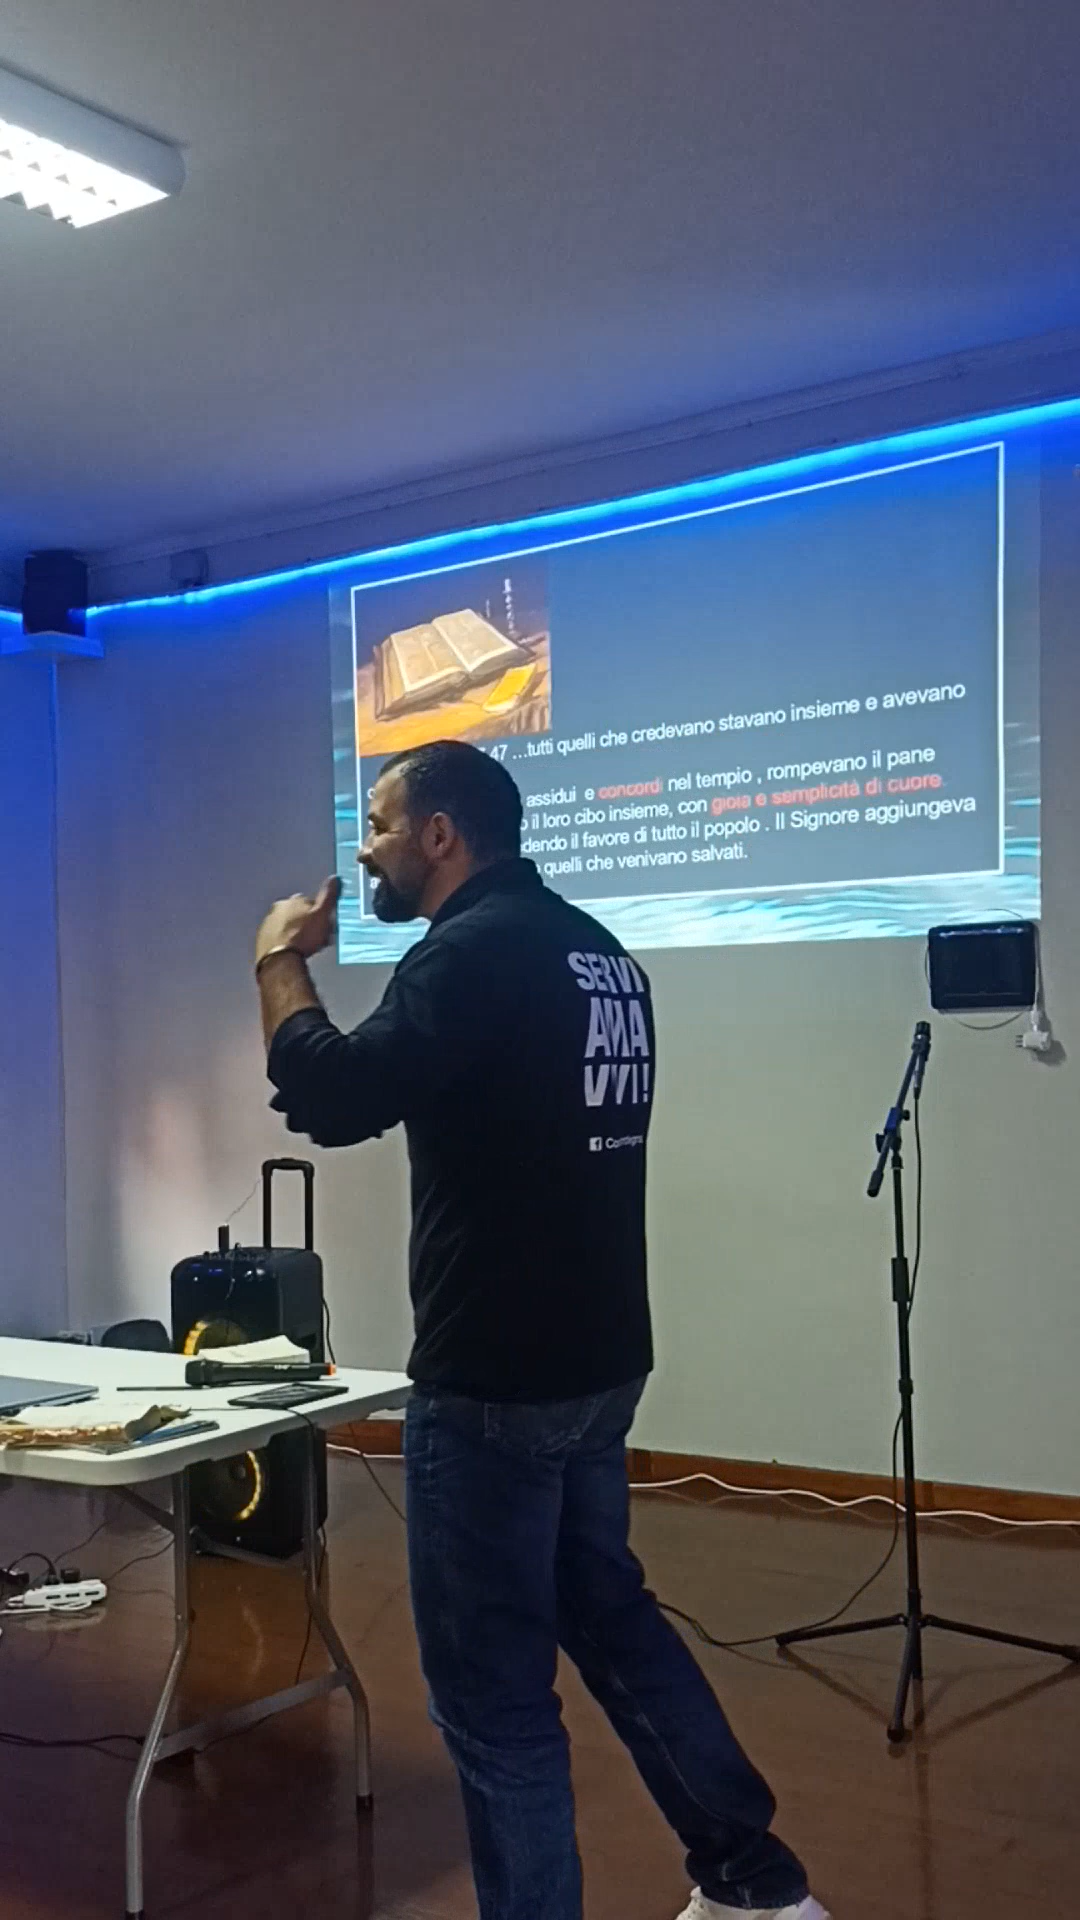 47 ...tutti quelli che credevano stavano insieme e avevano
assidui e concordi nel tempio , rompevano il pane
il loro cibo insieme, con gioia e semplicità di cuore.
il favore di tutto il popolo . Il Signore aggiungeva
quelli che venivano salvati.
SERVI
AMA
VIVI!